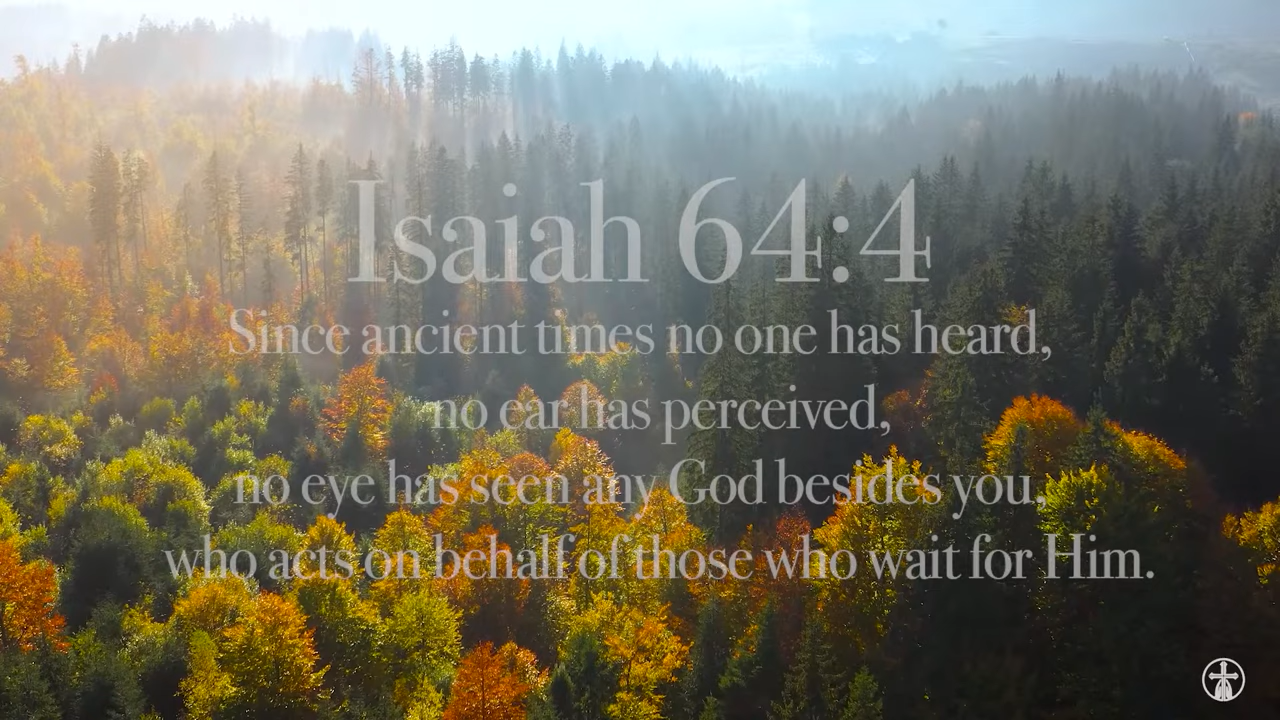 Isaiah 64:4
Since ancient times no one has heard,
no ear has perceived,
no eye has seen any God besides you,
who acts on behalf of those who wait for Him.